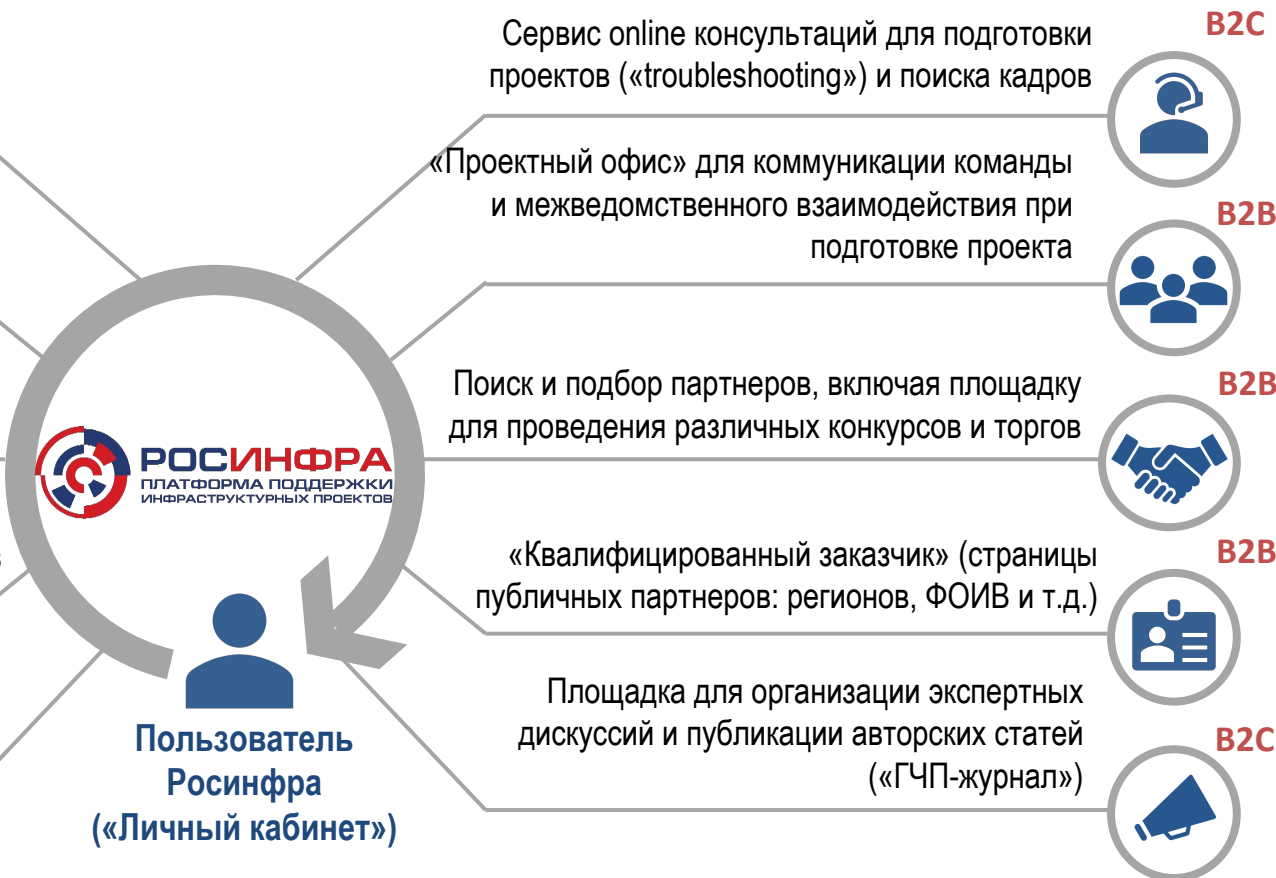 B2C
Сервис online консультаций для подготовки
проектов («troubleshooting») и поиска кадров
«Проектный офис» для коммуникации команды
и межведомственного взаимодействия при
подготовке проекта
B2B
Поиск и подбор партнеров, включая площадку
для проведения различных конкурсов и торгов
B2B
РОСИНФРА
ПЛАТФОРМА ПОДДЕРЖКИ
ИНФРАСТРУКТУРНЫХ ПРОЕКТОВ
«Квалифицированный заказчик» (страницы
публичных партнеров: регионов, ФОИВ и т.д.)
B2B
Площадка для организации экспертных
дискуссий и публикации авторских статей
(«ГЧП-журнал»)
B2C
Пользователь
Росинфра
(«Личный кабинет»)